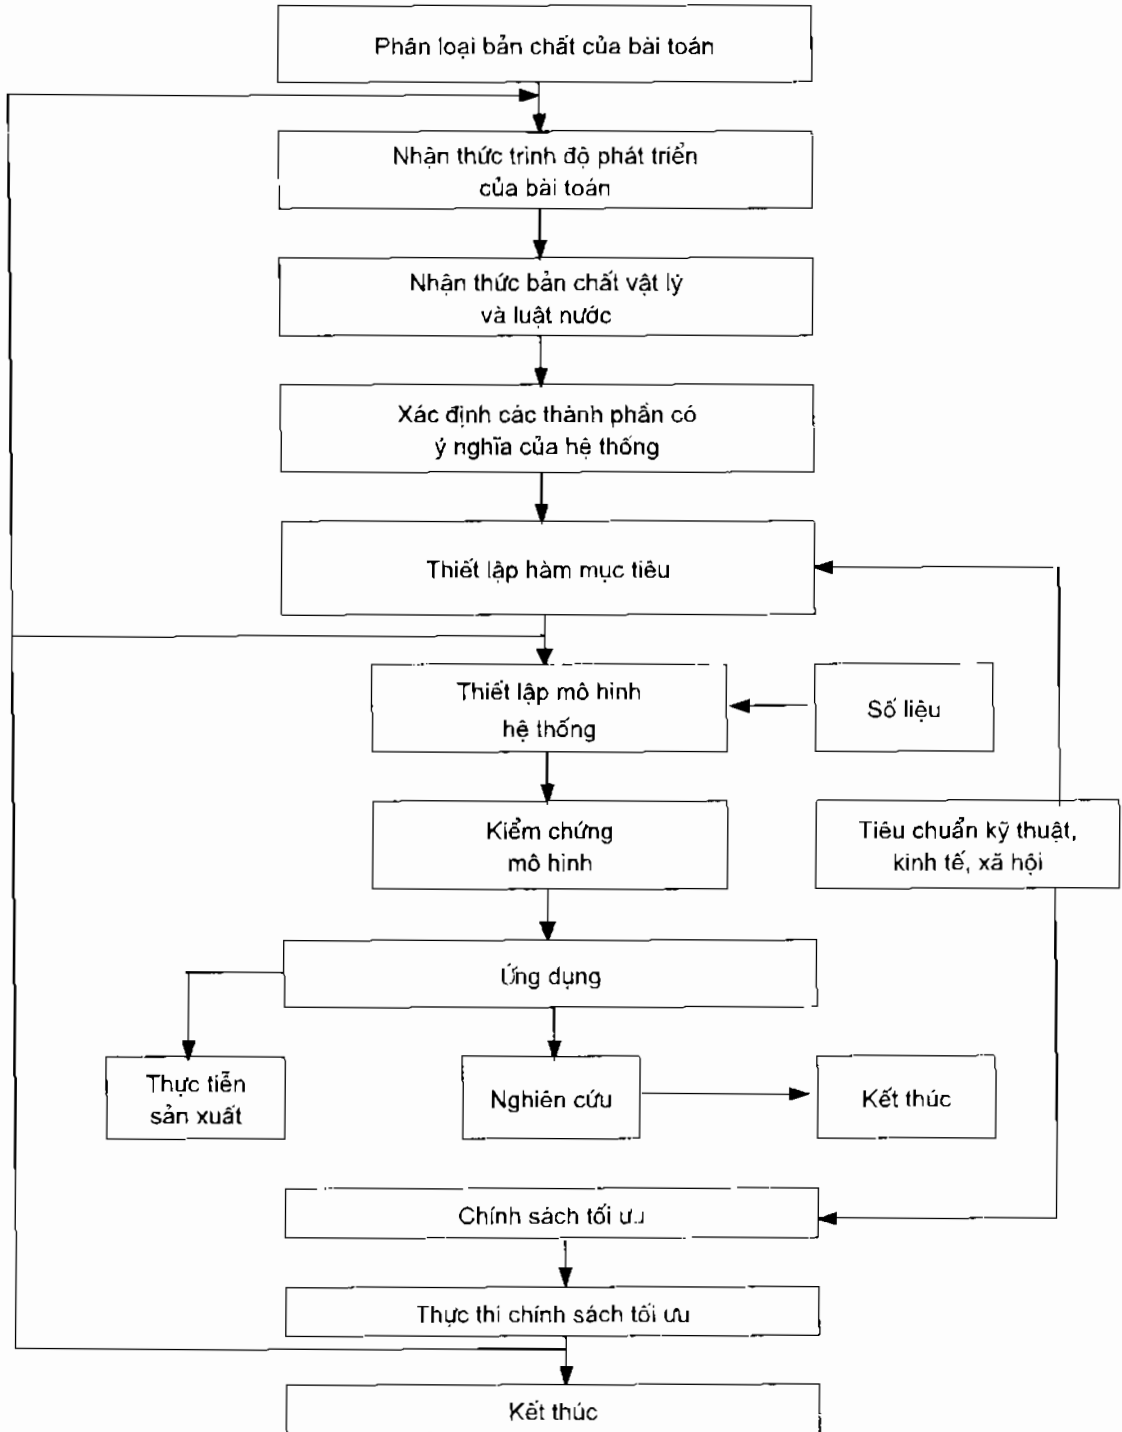 Phân loại bản chất của bài toán
Nhận thức trình độ phát triển
của bài toán
Nhận thức bản chất vật lý
và luật nước
Xác định các thành phần có
ý nghĩa của hệ thống
Thiết lập hàm mục tiêu
Thiết lập mô hình
hệ thống
Số liệu
Kiểm chứng
mô hình
Tiêu chuẩn kỹ thuật,
kinh tế, xã hội
Ứng dụng
Thực tiễn
sản xuất
Nghiên cứu
Kết thúc
Chính sách tối ưu
Thực thi chính sách tối ưu
Kết thúc